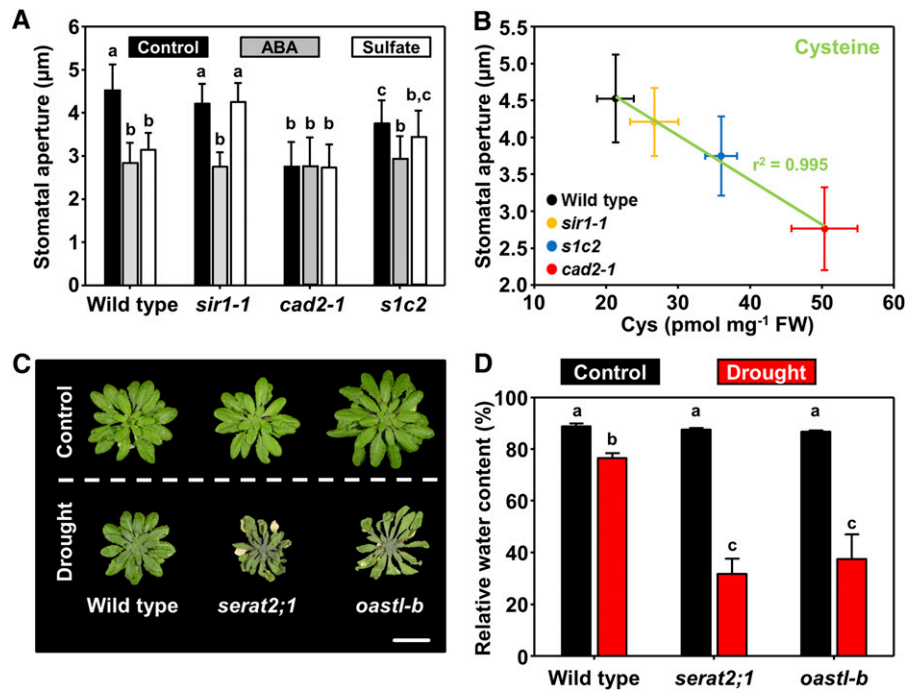 A
Stomatal aperture (µm)
6
5
4
3
2
1
0
Control ABA Sulfate
a b b a b a b b b c b b,c
Wild type sir1-1 cad2-1 s1c2
B
Stomatal aperture (µm)
5.5
5.0
4.5
4.0
3.5
3.0
2.5
2.0
Cysteine
r² = 0.995
Wild type
sir1-1
s1c2
cad2-1
10 20 30 40 50 60
Cys (pmol mg⁻¹ FW)
C
Control
Drought
Wild type serat2;1 oastl-b
D
Control Drought
Relative water content (%)
100
80
60
40
20
0
a b a c a c
Wild type serat2;1 oastl-b